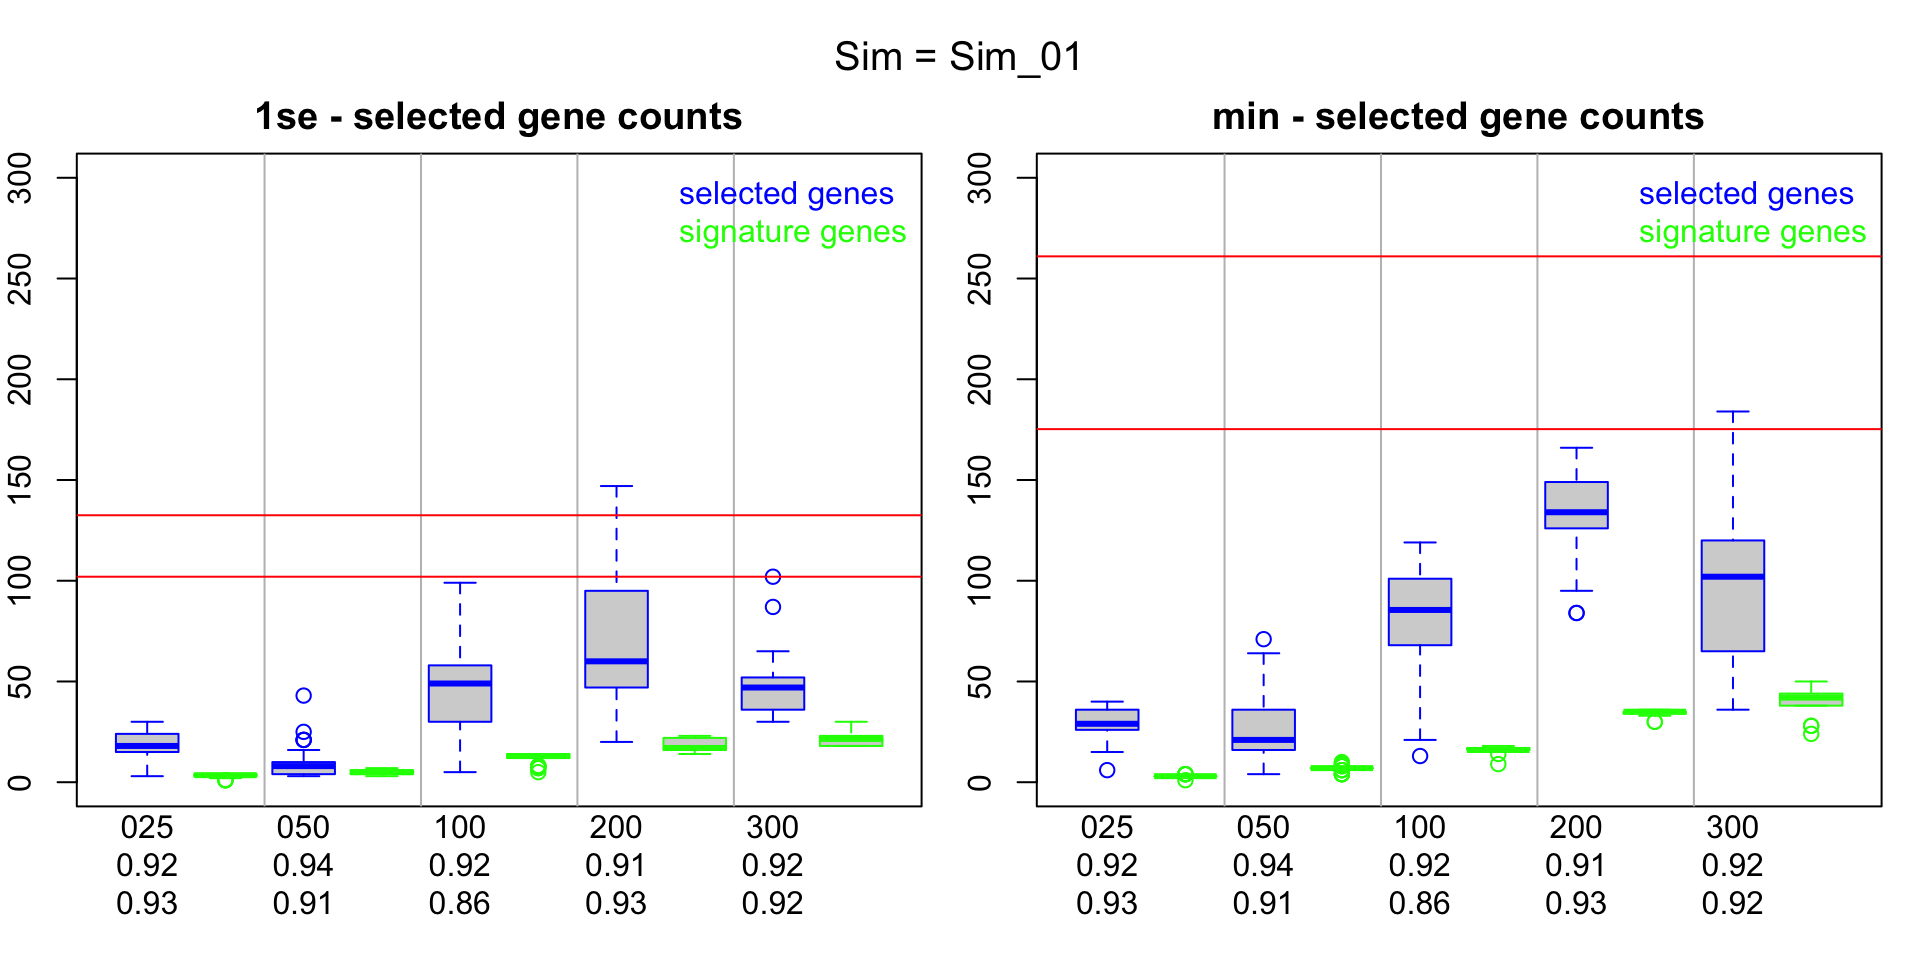 Sim = Sim_01
1se - selected gene counts
300
250
200
150
100
50
0
selected genes
signature genes
025 050 100 200 300
0.92 0.94 0.92 0.91 0.92
0.93 0.91 0.86 0.93 0.92
min - selected gene counts
300
250
200
150
100
50
0
selected genes
signature genes
025 050 100 200 300
0.92 0.94 0.92 0.91 0.92
0.93 0.91 0.86 0.93 0.92